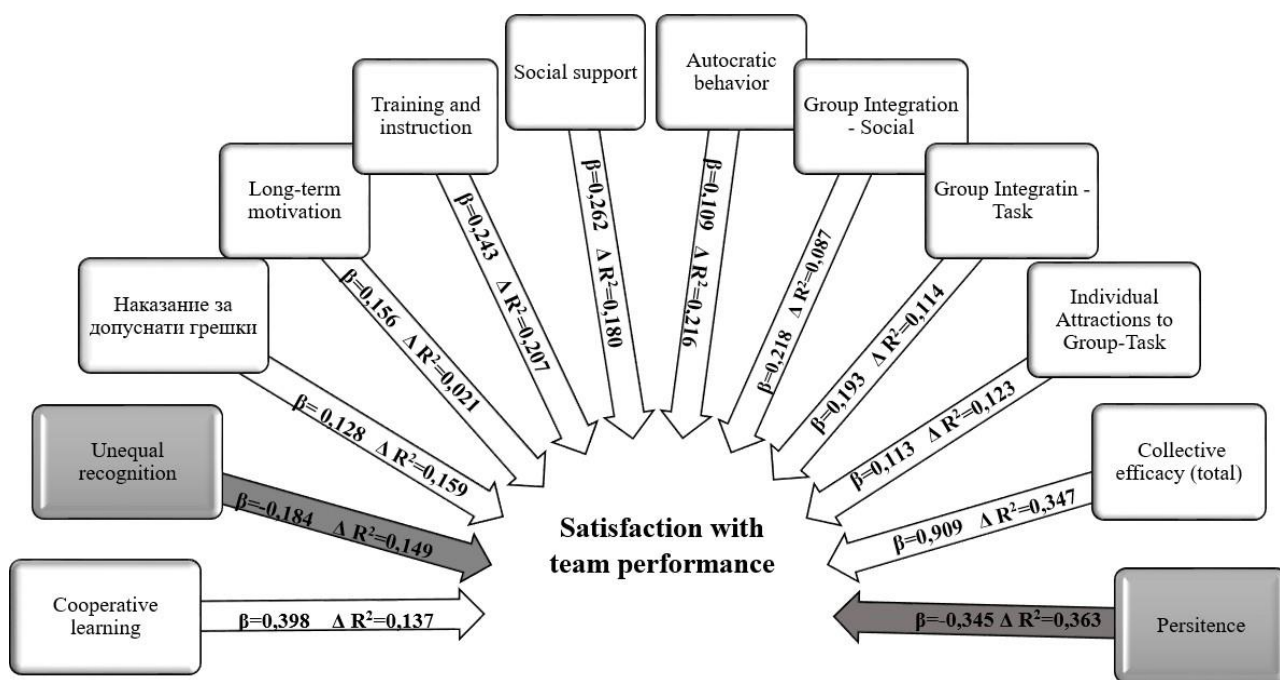 Social support
Autocratic
behavior
Training and
instruction
Group Integration
- Social
Long-term
motivation
Group Integratin -
Task
Наказание за
допуснати грешки
Individual
Attractions to
Group-Task
Unequal
recognition
Collective
efficacy (total)
Cooperative
learning
Persitence
β=0,398 Δ R²=0,137
β=-0,184 Δ R²=0,149
β= 0,128 Δ R²=0,159
β=0,156 Δ R²=0,021
β=0,243 Δ R²=0,207
β=0,262 Δ R²=0,180
β=0,109 Δ R²=0,216
β=0,218 Δ R²=0,087
β=0,193 Δ R²=0,114
β=0,113 Δ R²=0,123
β=0,909 Δ R²=0,347
β=-0,345 Δ R²=0,363
Satisfaction with
team performance